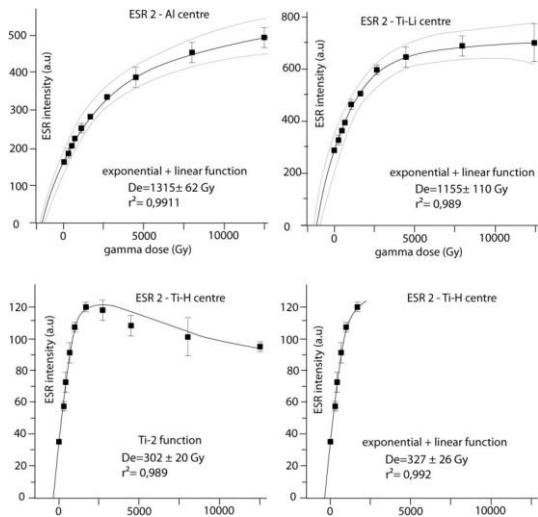 ESR 2 - Al centre
ESR intensity (a.u)
500
400
300
200
100
0
exponential + linear function
De=1315± 62 Gy
r²= 0,9911
0
5000
10000
gamma dose (Gy)
ESR 2 - Ti-Li centre
ESR intensity (a.u)
800
600
400
200
0
exponential + linear function
De=1155± 110 Gy
r²= 0,989
0
5000
10000
gamma dose (Gy)
ESR 2 - Ti-H centre
ESR intensity (a.u)
120
100
80
60
40
20
0
Ti-2 function
De=302 ± 20 Gy
r²= 0,989
0
5000
10000
ESR 2 - Ti-H centre
ESR intensity (a.u)
120
100
80
60
40
20
0
exponential + linear function
De=327 ± 26 Gy
r²= 0,992
0
5000
10000